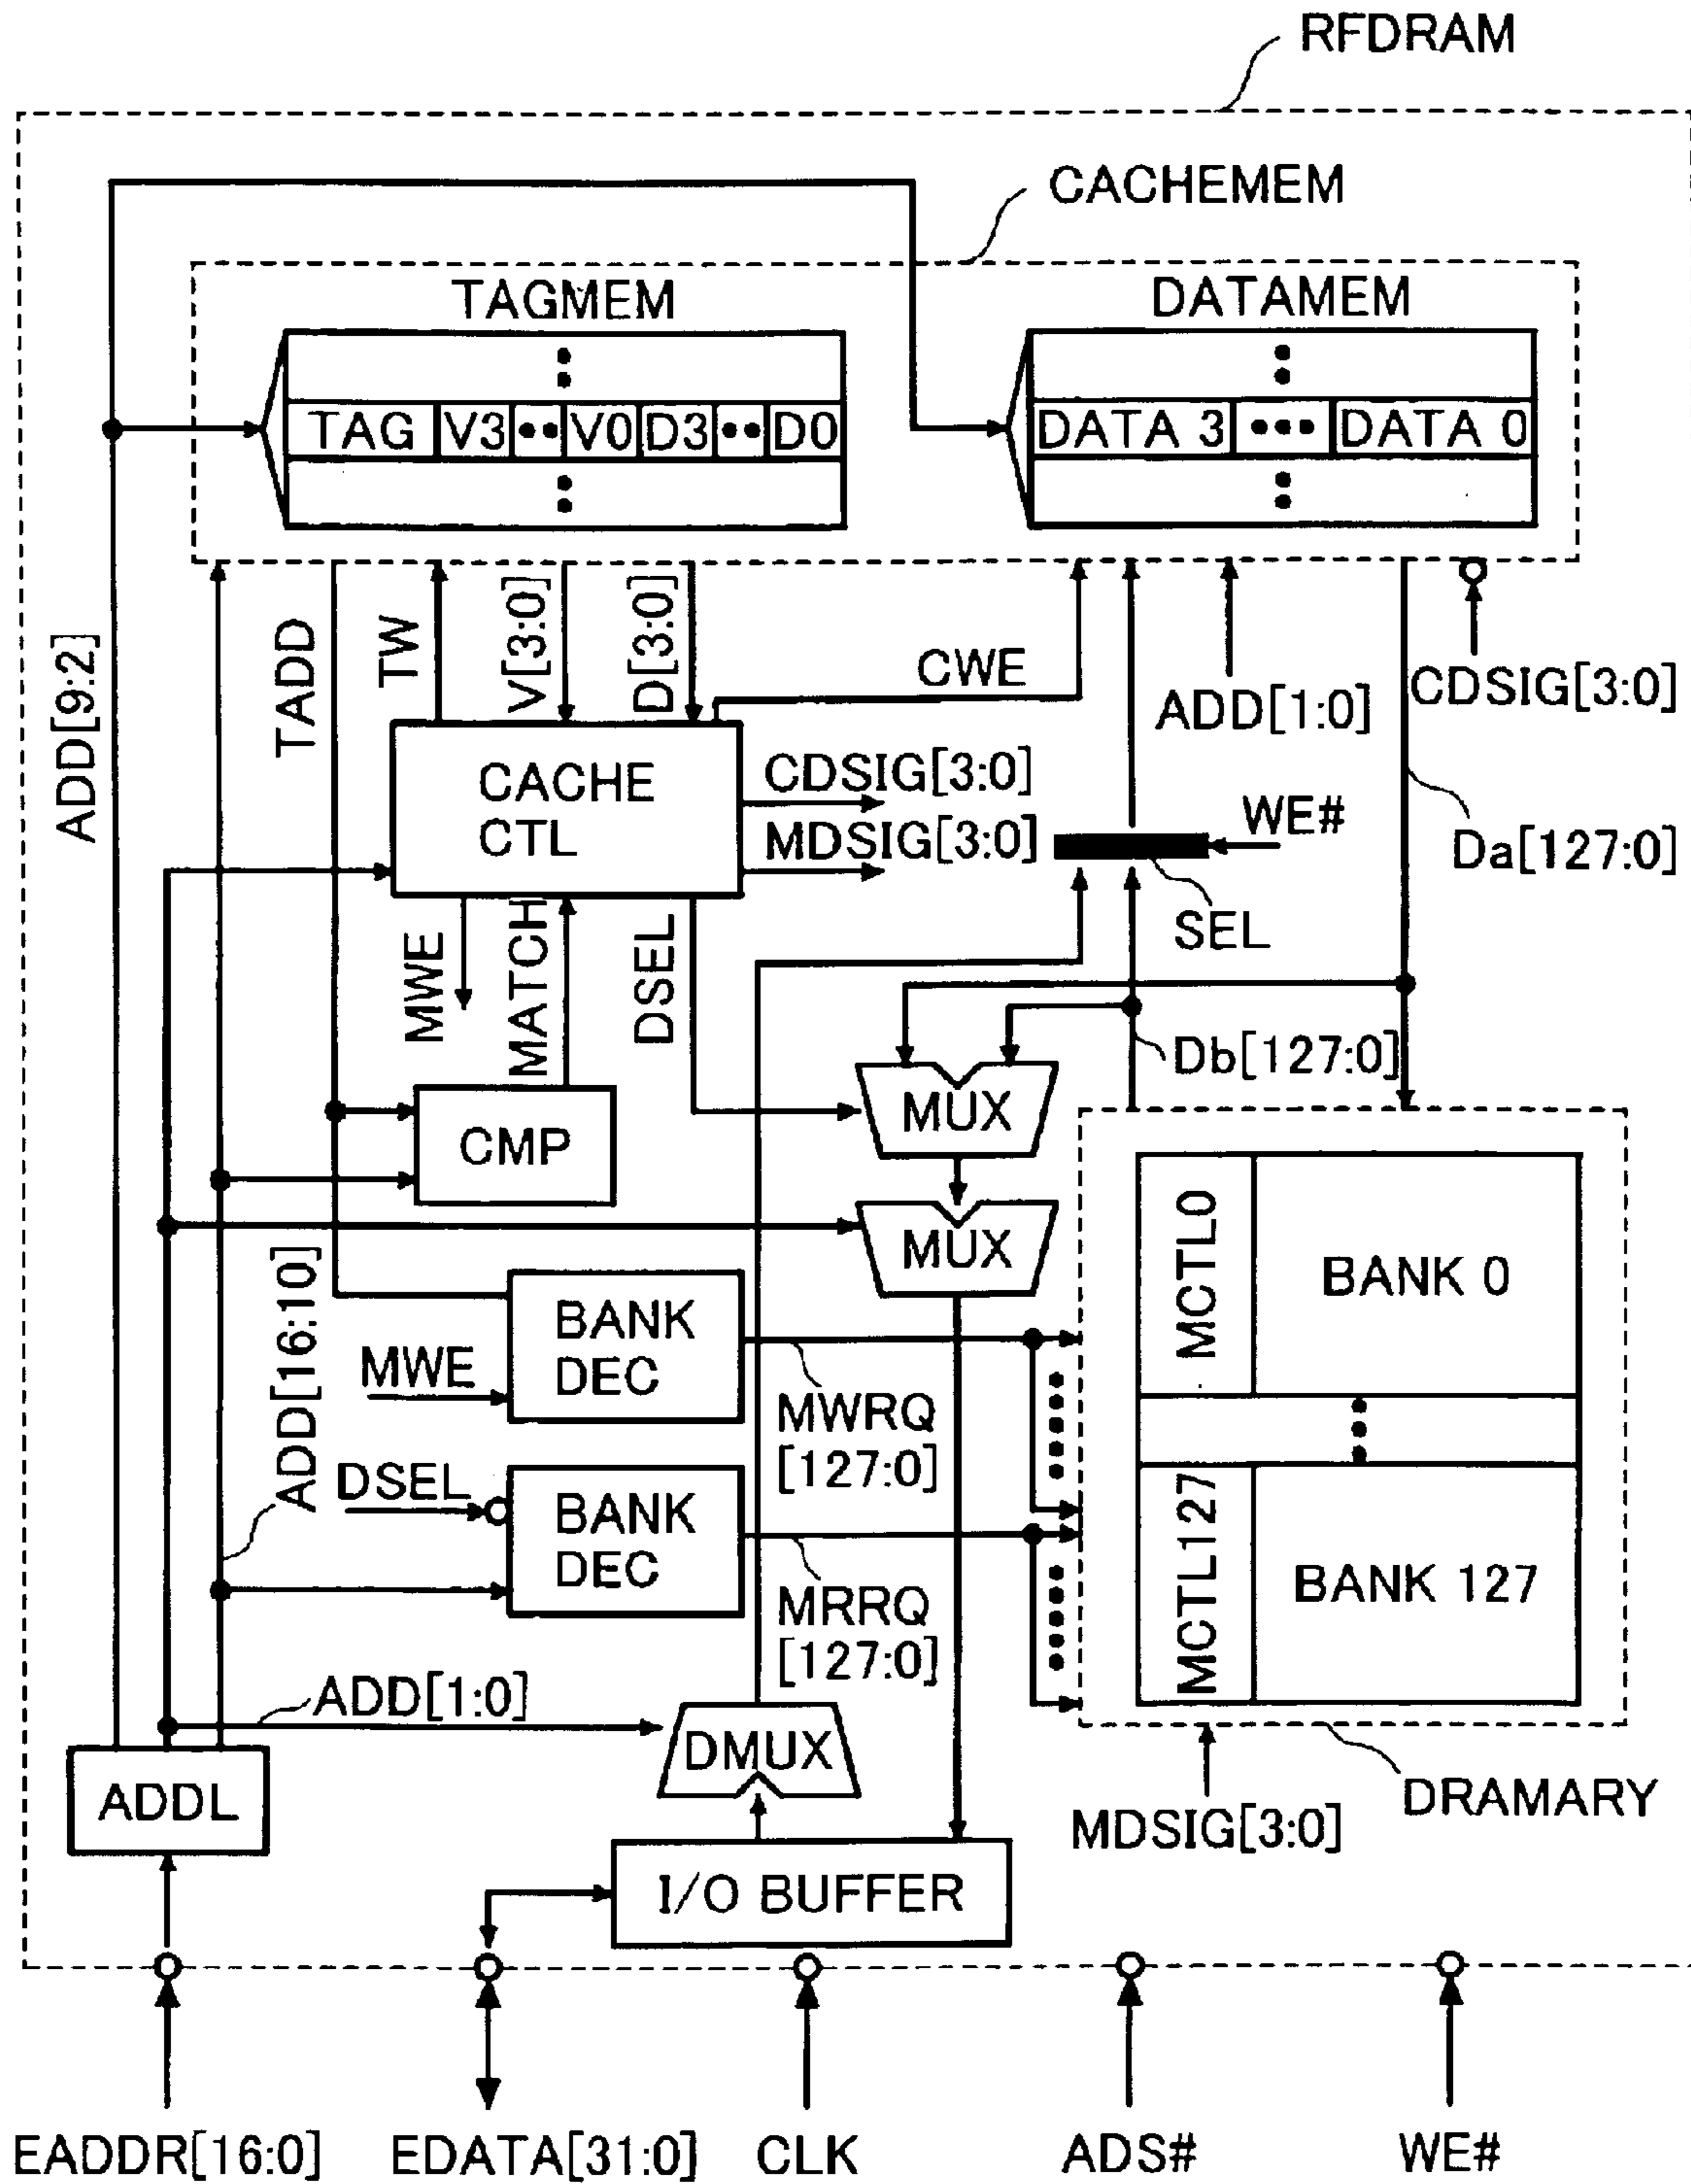 RFDRAM
CACHEMEM
TAGMEM
DATAMEM
TAG V3 V0 D3 D0
DATA 3 DATA 0
ADD[9:2]
TADD
TW
V[3:0]
D[3:0]
CWE
ADD[1:0]
CDSIG[3:0]
CACHE
CTL
CDSIG[3:0]
MDSIG[3:0]
WE#
Da[127:0]
SEL
MWE
MATCH
DSEL
Db[127:0]
MUX
CMP
MUX
ADD[16:10]
BANK
DEC
MWE
MWRQ
[127:0]
MCTL0
BANK 0
DSEL
BANK
DEC
MRRQ
[127:0]
MCTL127
BANK 127
ADD[1:0]
DMUX
ADDL
MDSIG[3:0]
DRAMARY
I/O BUFFER
EADDR[16:0]
EDATA[31:0]
CLK
ADS#
WE#